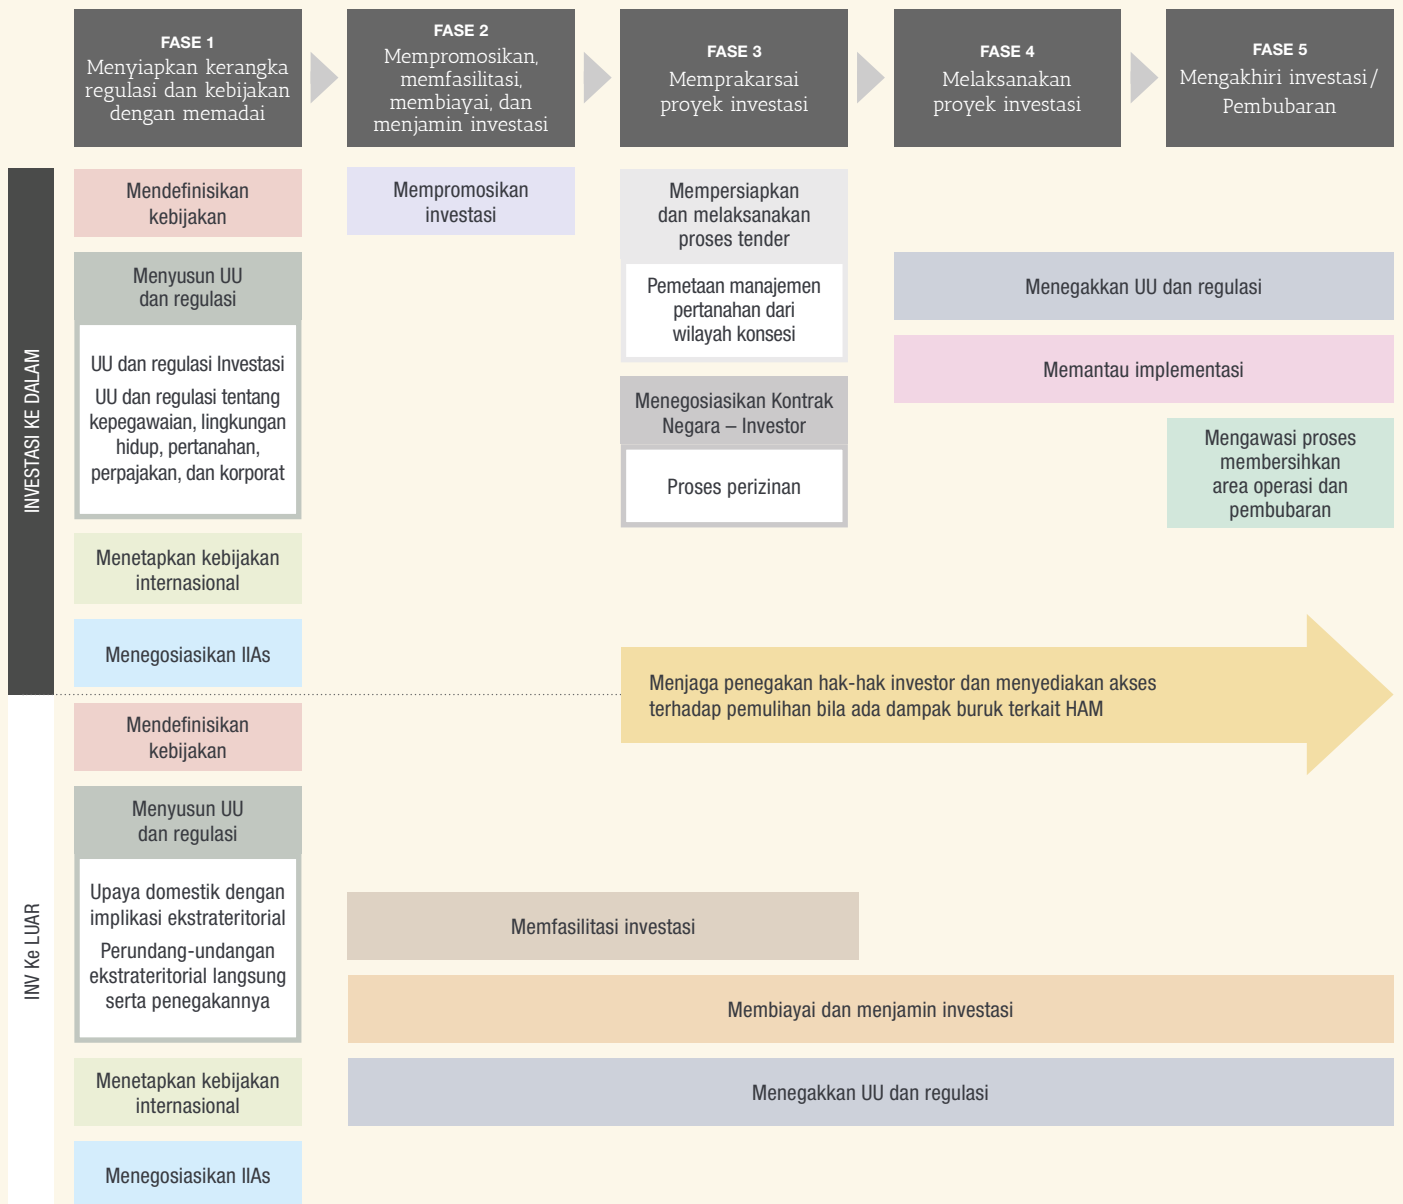 FASE 1
Menyiapkan kerangka
regulasi dan kebijakan
dengan memadai
FASE 2
Mempromosikan,
memfasilitasi,
membiayai, dan
menjamin investasi
FASE 3
Memprakarsai
proyek investasi
FASE 4
Melaksanakan
proyek investasi
FASE 5
Mengakhiri investasi/
Pembubaran
INVESTASI KE DALAM
Mendefinisikan
kebijakan
Menyusun UU
dan regulasi
UU dan regulasi Investasi
UU dan regulasi tentang
kepegawaian, lingkungan
hidup, pertanahan,
perpajakan, dan korporat
Menetapkan kebijakan
internasional
Menegosiasikan IIAs
Mempromosikan
investasi
Mempersiapkan
dan melaksanakan
proses tender
Pemetaan manajemen
pertanahan dari
wilayah konsesi
Menegosiasikan Kontrak
Negara – Investor
Proses perizinan
Menegakkan UU dan regulasi
Memantau implementasi
Mengawasi proses
membersihkan
area operasi dan
pembubaran
Menjaga penegakan hak-hak investor dan menyediakan akses
terhadap pemulihan bila ada dampak buruk terkait HAM
INV Ke LUAR
Mendefinisikan
kebijakan
Menyusun UU
dan regulasi
Upaya domestik dengan
implikasi ekstrateritorial
Perundang-undangan
ekstrateritorial langsung
serta penegakannya
Menetapkan kebijakan
internasional
Menegosiasikan IIAs
Memfasilitasi investasi
Membiayai dan menjamin investasi
Menegakkan UU dan regulasi